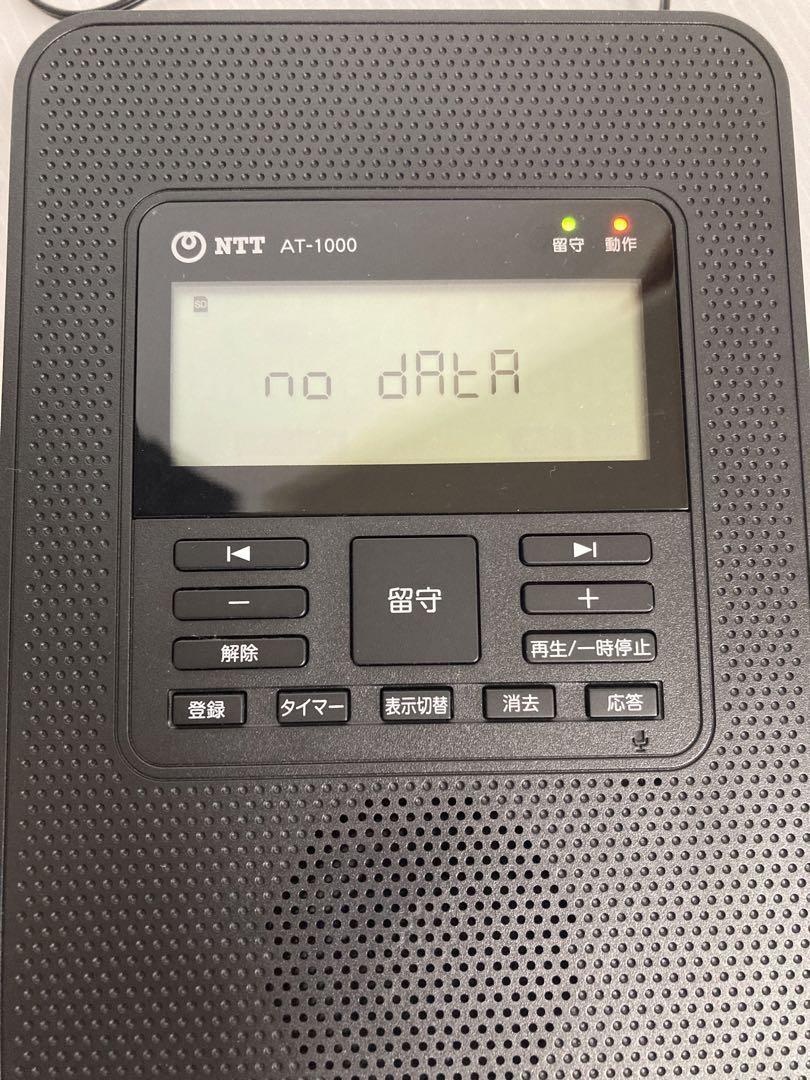 NTT AT-1000 留守 動作
SD
no dAtA
留守
−
+
解除
再生/一時停止
登録 タイマー 表示切替 消去 応答